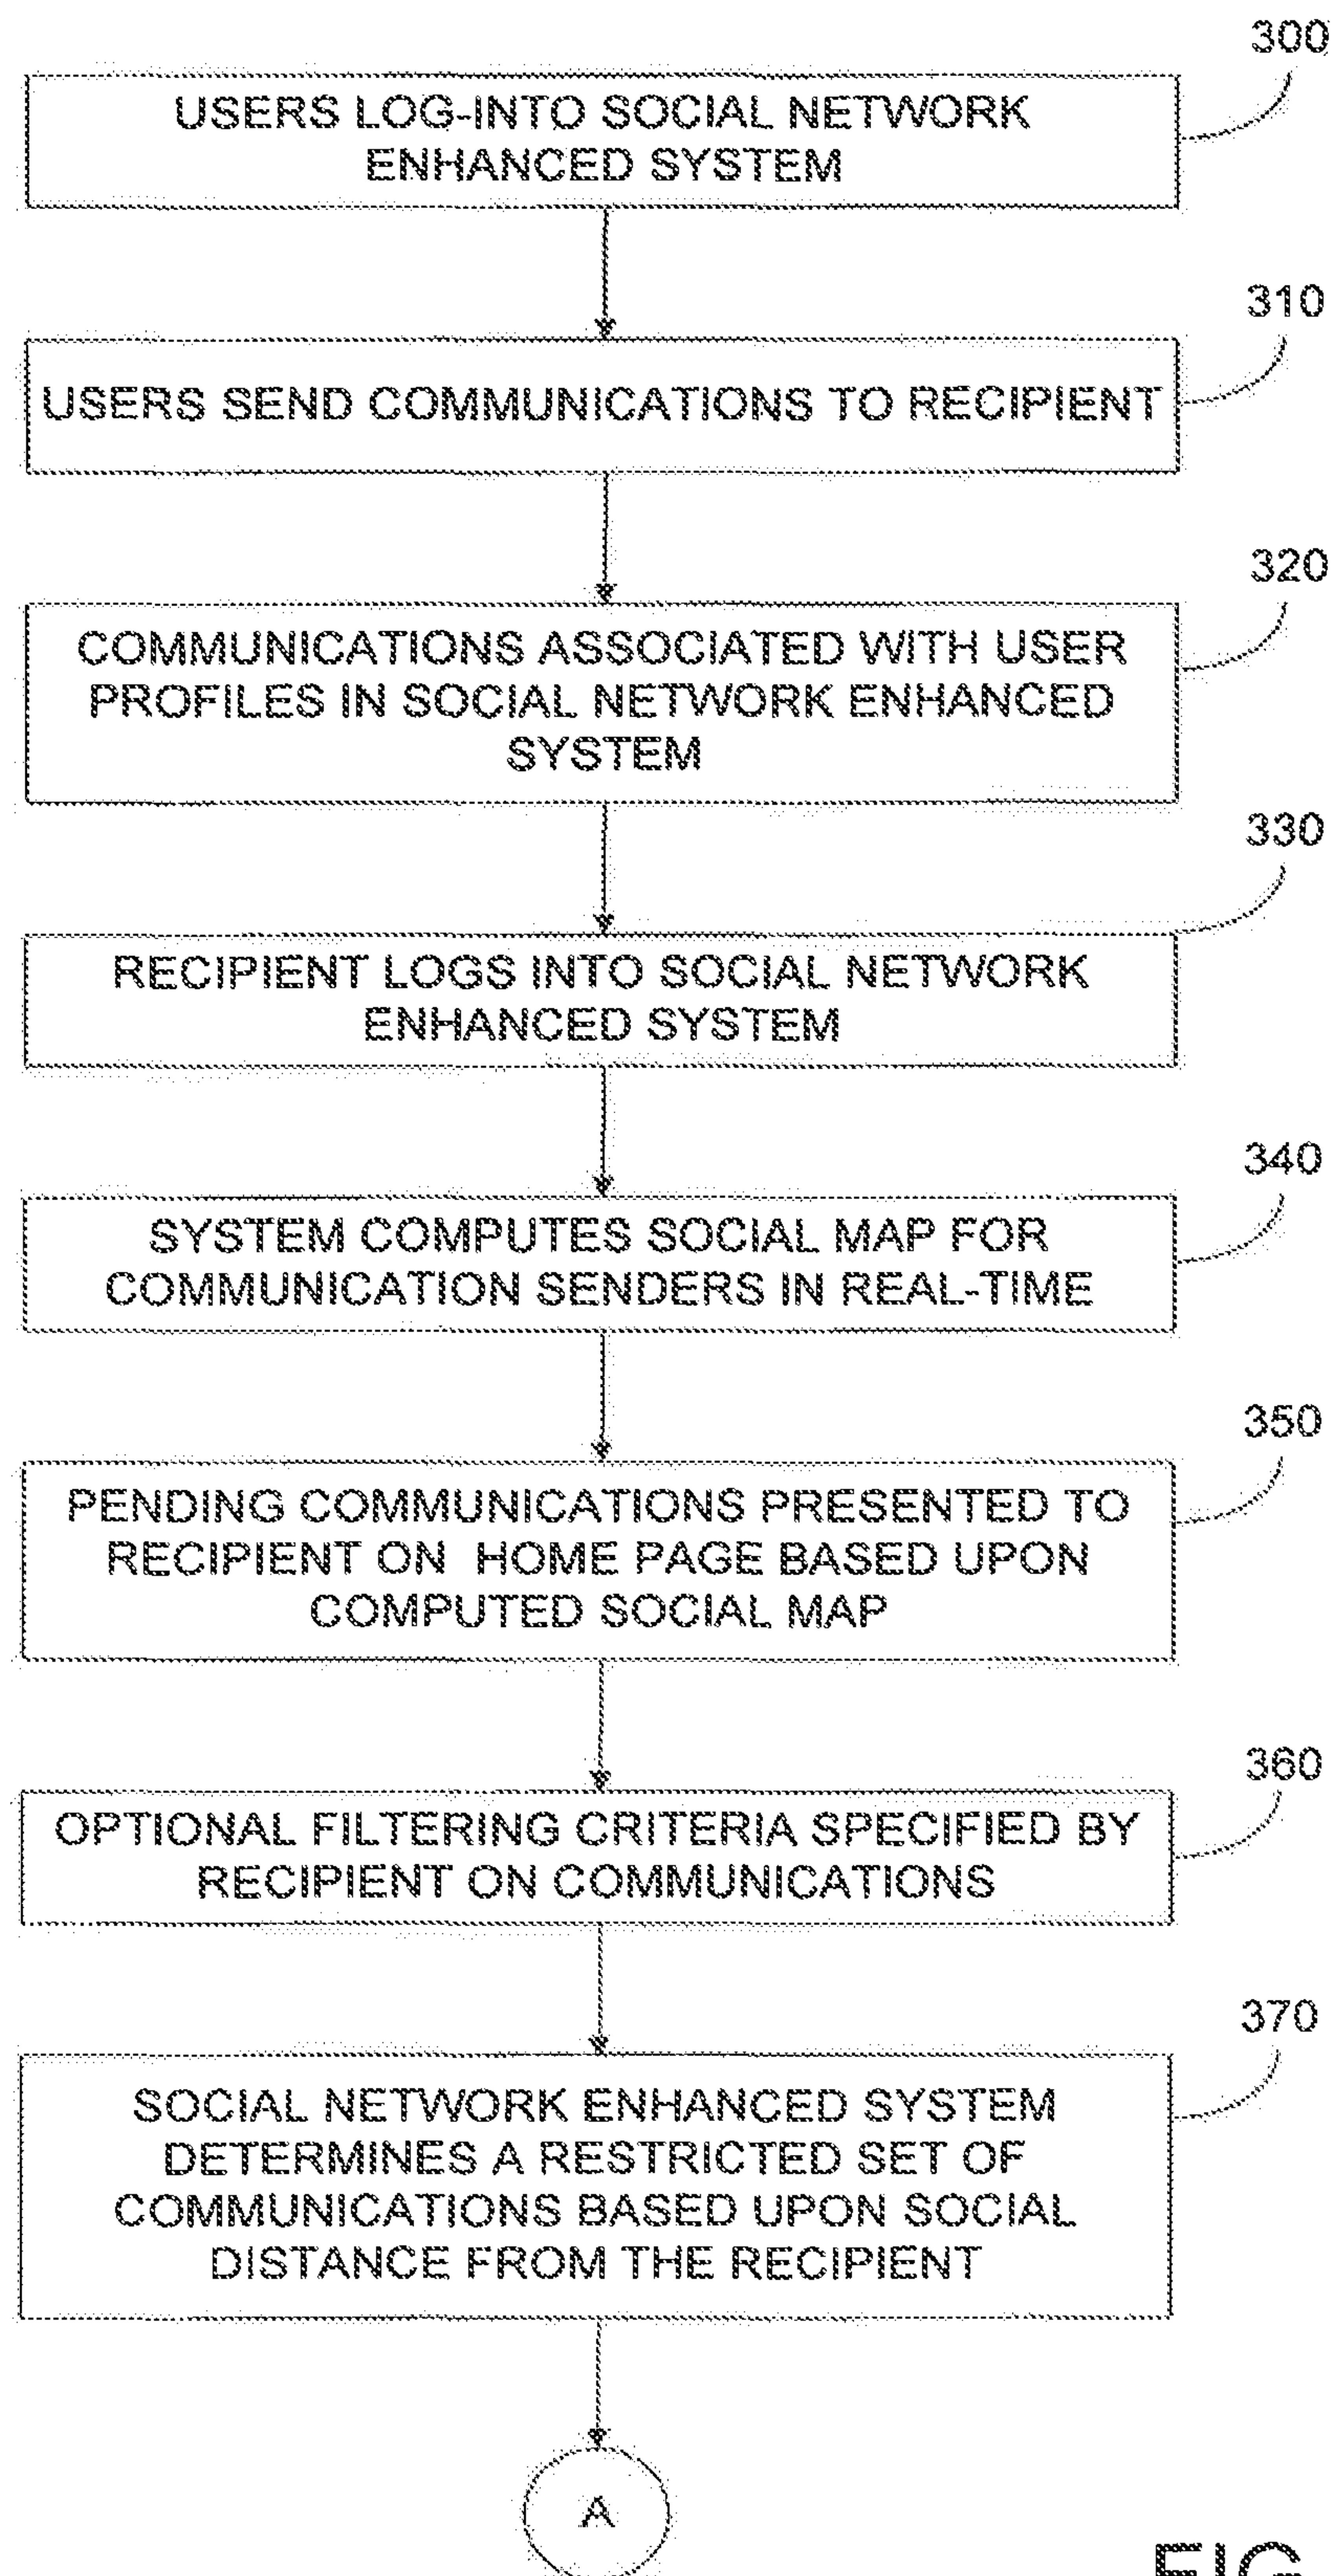 300
USERS LOG-INTO SOCIAL NETWORK
ENHANCED SYSTEM
310
USERS SEND COMMUNICATIONS TO RECIPIENT
320
COMMUNICATIONS ASSOCIATED WITH USER
PROFILES IN SOCIAL NETWORK ENHANCED
SYSTEM
330
RECIPIENT LOGS INTO SOCIAL NETWORK
ENHANCED SYSTEM
340
SYSTEM COMPUTES SOCIAL MAP FOR
COMMUNICATION SENDERS IN REAL-TIME
350
PENDING COMMUNICATIONS PRESENTED TO
RECIPIENT ON HOME PAGE BASED UPON
COMPUTED SOCIAL MAP
360
OPTIONAL FILTERING CRITERIA SPECIFIED BY
RECIPIENT ON COMMUNICATIONS
370
SOCIAL NETWORK ENHANCED SYSTEM
DETERMINES A RESTRICTED SET OF
COMMUNICATIONS BASED UPON SOCIAL
DISTANCE FROM THE RECIPIENT
A
FIG